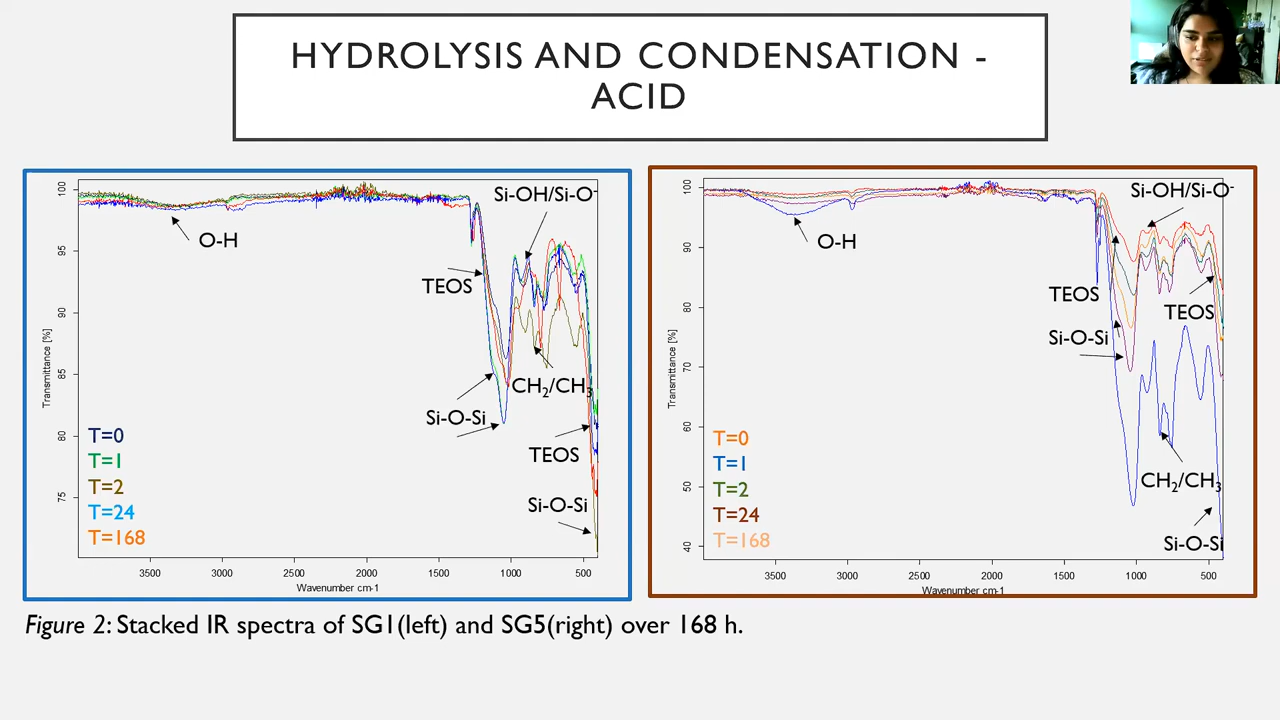 HYDROLYSIS AND CONDENSATION -
ACID
100
95
90
85
80
75
Transmittance [%]
Si-OH/Si-O-
O-H
TEOS
CH2/CH3
Si-O-Si
TEOS
Si-O-Si
T=0
T=1
T=2
T=24
T=168
3500 3000 2500 2000 1500 1000 500
Wavenumber cm-1
100
90
80
70
60
50
40
Transmittance [%]
Si-OH/Si-O-
O-H
TEOS
TEOS
Si-O-Si
CH2/CH3
Si-O-Si
T=0
T=1
T=2
T=24
T=168
3500 3000 2500 2000 1500 1000 500
Wavenumber cm-1
Figure 2: Stacked IR spectra of SG1(left) and SG5(right) over 168 h.